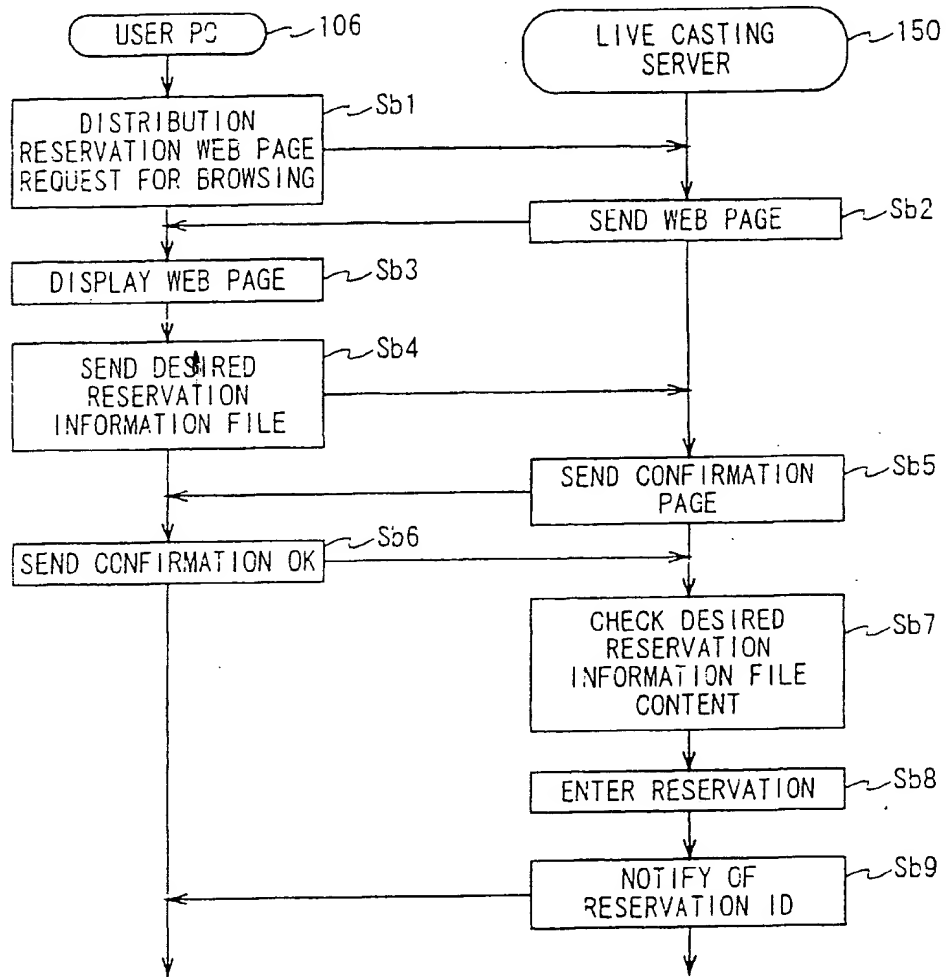 USER PC
106
LIVE CASTING
SERVER
150
DISTRIBUTION
RESERVATION WEB PAGE
REQUEST FOR BROWSING
Sb1
SEND WEB PAGE
Sb2
DISPLAY WEB PAGE
Sb3
SEND DESIRED
RESERVATION
INFORMATION FILE
Sb4
SEND CONFIRMATION
PAGE
Sb5
SEND CONFIRMATION OK
Sb6
CHECK DESIRED
RESERVATION
INFORMATION FILE
CONTENT
Sb7
ENTER RESERVATION
Sb8
NOTIFY OF
RESERVATION ID
Sb9